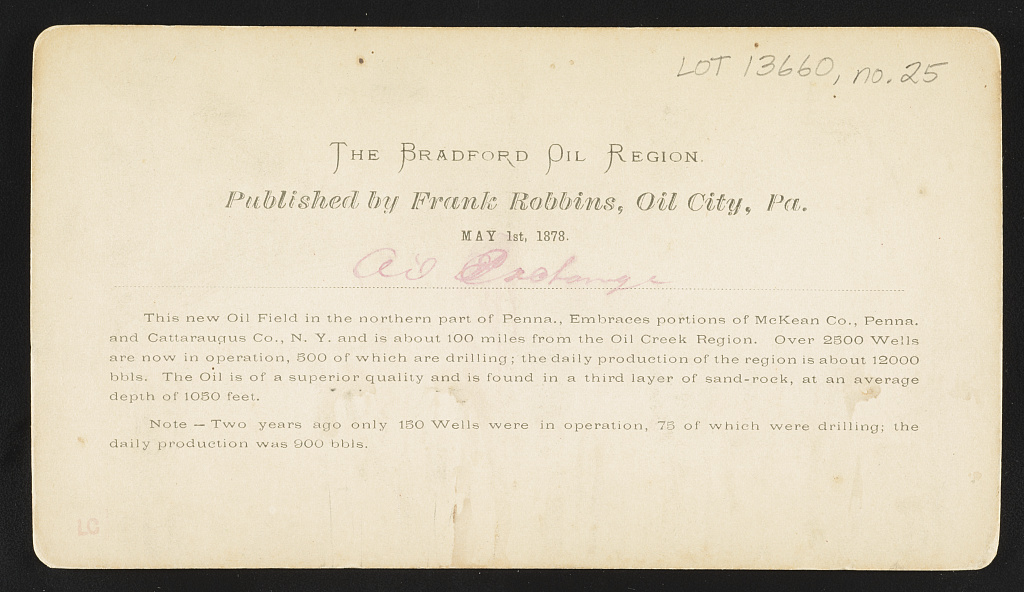 LOT 13660, no. 25
THE BRADFORD OIL REGION.
Published by Frank Robbins, Oil City, Pa.
MAY 1st, 1878.
Oil Exchange
This new Oil Field in the northern part of Penna., Embraces portions of McKean Co., Penna.
and Cattaraugus Co., N. Y. and is about 100 miles from the Oil Creek Region. Over 2500 Wells
are now in operation, 500 of which are drilling; the daily production of the region is about 12000
bbls. The Oil is of a superior quality and is found in a third layer of sand-rock, at an average
depth of 1050 feet.
Note — Two years ago only 150 Wells were in operation, 75 of which were drilling; the
daily production was 900 bbls.
LC